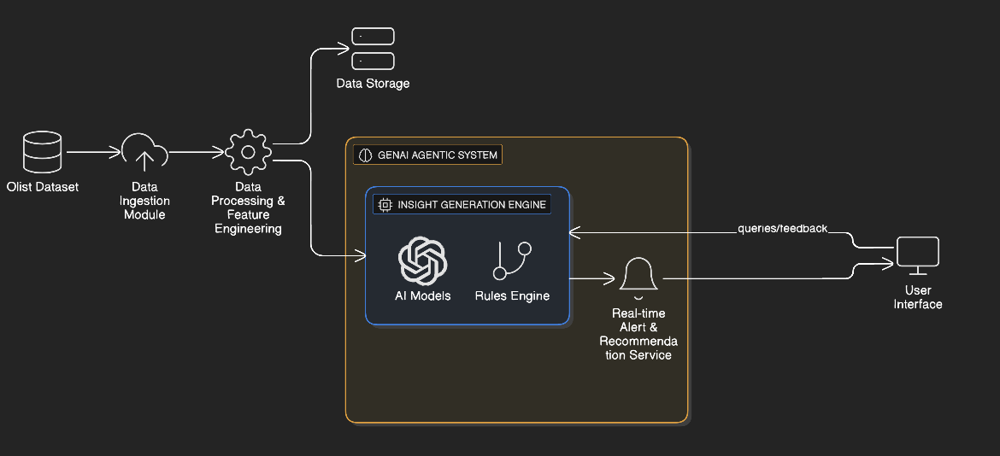 Data Storage
Olist Dataset
Data
Ingestion
Module
Data
Processing &
Feature
Engineering
GENAI AGENTIC SYSTEM
INSIGHT GENERATION ENGINE
AI Models
Rules Engine
Real-time
Alert &
Recommenda
tion Service
queries/feedback
User
Interface